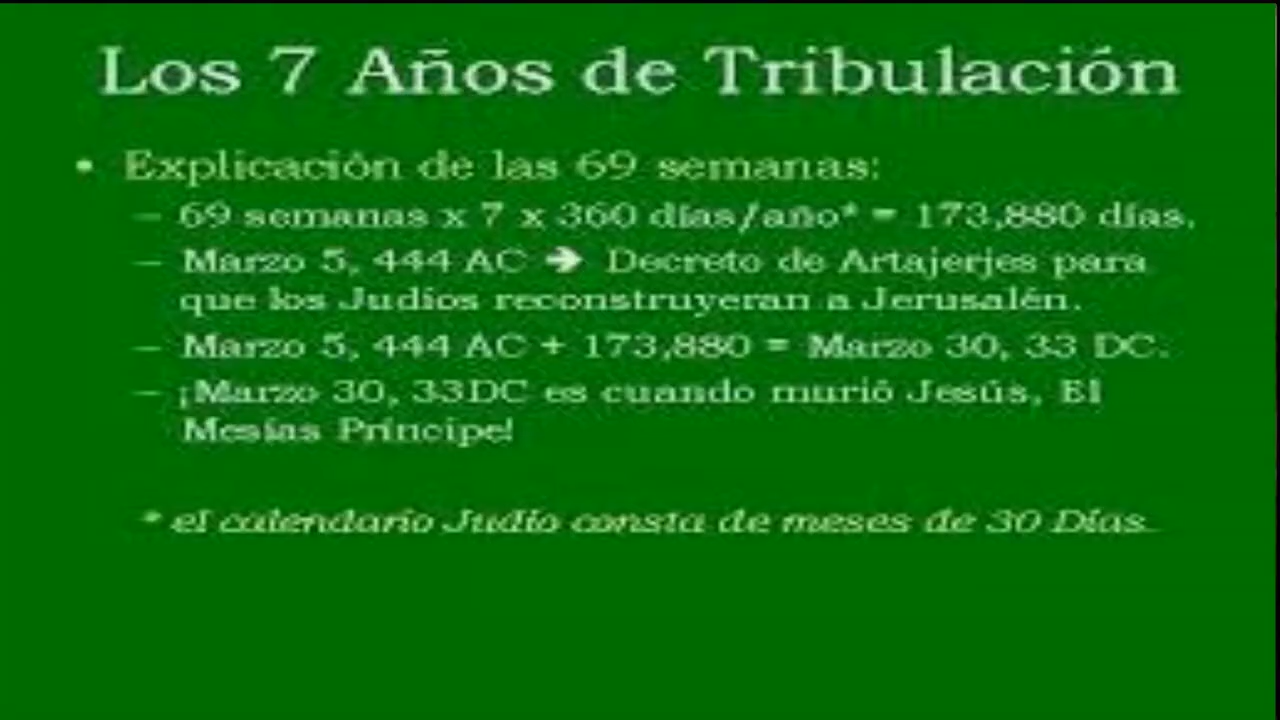 Los 7 Años de Tribulación
• Explicación de las 69 semanas:
– 69 semanas x 7 x 360 días/año* = 173,880 días.
– Marzo 5, 444 AC → Decreto de Artajerjes para
que los Judíos reconstruyeran a Jerusalén.
– Marzo 5, 444 AC + 173,880 = Marzo 30, 33 DC.
– ¡Marzo 30, 33DC es cuando murió Jesús, El
Mesías Príncipe!
* el calendario Judío consta de meses de 30 Días.